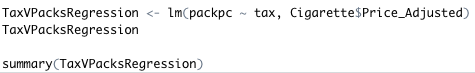 TaxVPacksRegression <- lm(packpc ~ tax, Cigarette$Price_Adjusted)
TaxVPacksRegression
summary(TaxVPacksRegression)